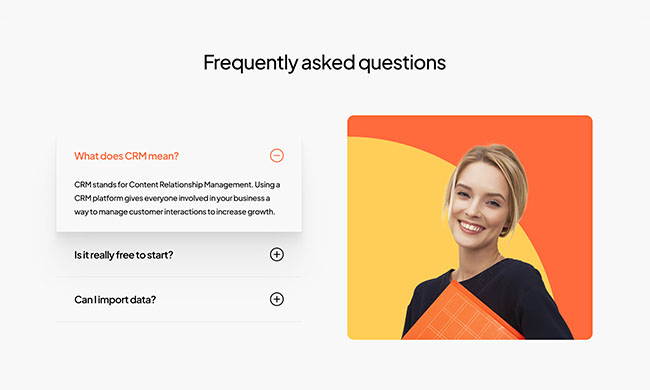 Frequently asked questions
What does CRM mean?
CRM stands for Content Relationship Management. Using a
CRM platform gives everyone involved in your business a
way to manage customer interactions to increase growth.
Is it really free to start?
Can I import data?